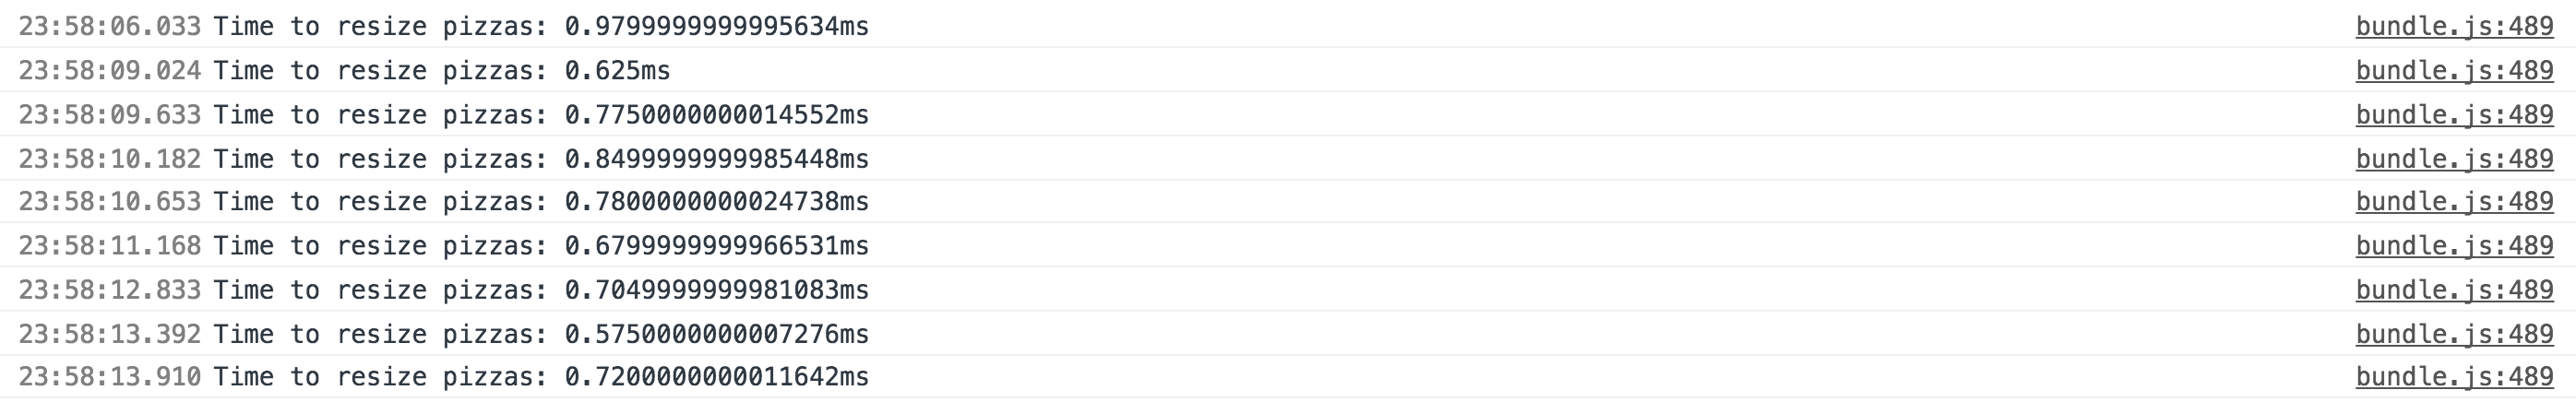 23:58:06.033 Time to resize pizzas: 0.9799999999995634ms bundle.js:489
23:58:09.024 Time to resize pizzas: 0.625ms bundle.js:489
23:58:09.633 Time to resize pizzas: 0.7750000000014552ms bundle.js:489
23:58:10.182 Time to resize pizzas: 0.8499999999985448ms bundle.js:489
23:58:10.653 Time to resize pizzas: 0.7800000000024738ms bundle.js:489
23:58:11.168 Time to resize pizzas: 0.6799999999966531ms bundle.js:489
23:58:12.833 Time to resize pizzas: 0.7049999999981083ms bundle.js:489
23:58:13.392 Time to resize pizzas: 0.5750000000007276ms bundle.js:489
23:58:13.910 Time to resize pizzas: 0.7200000000011642ms bundle.js:489